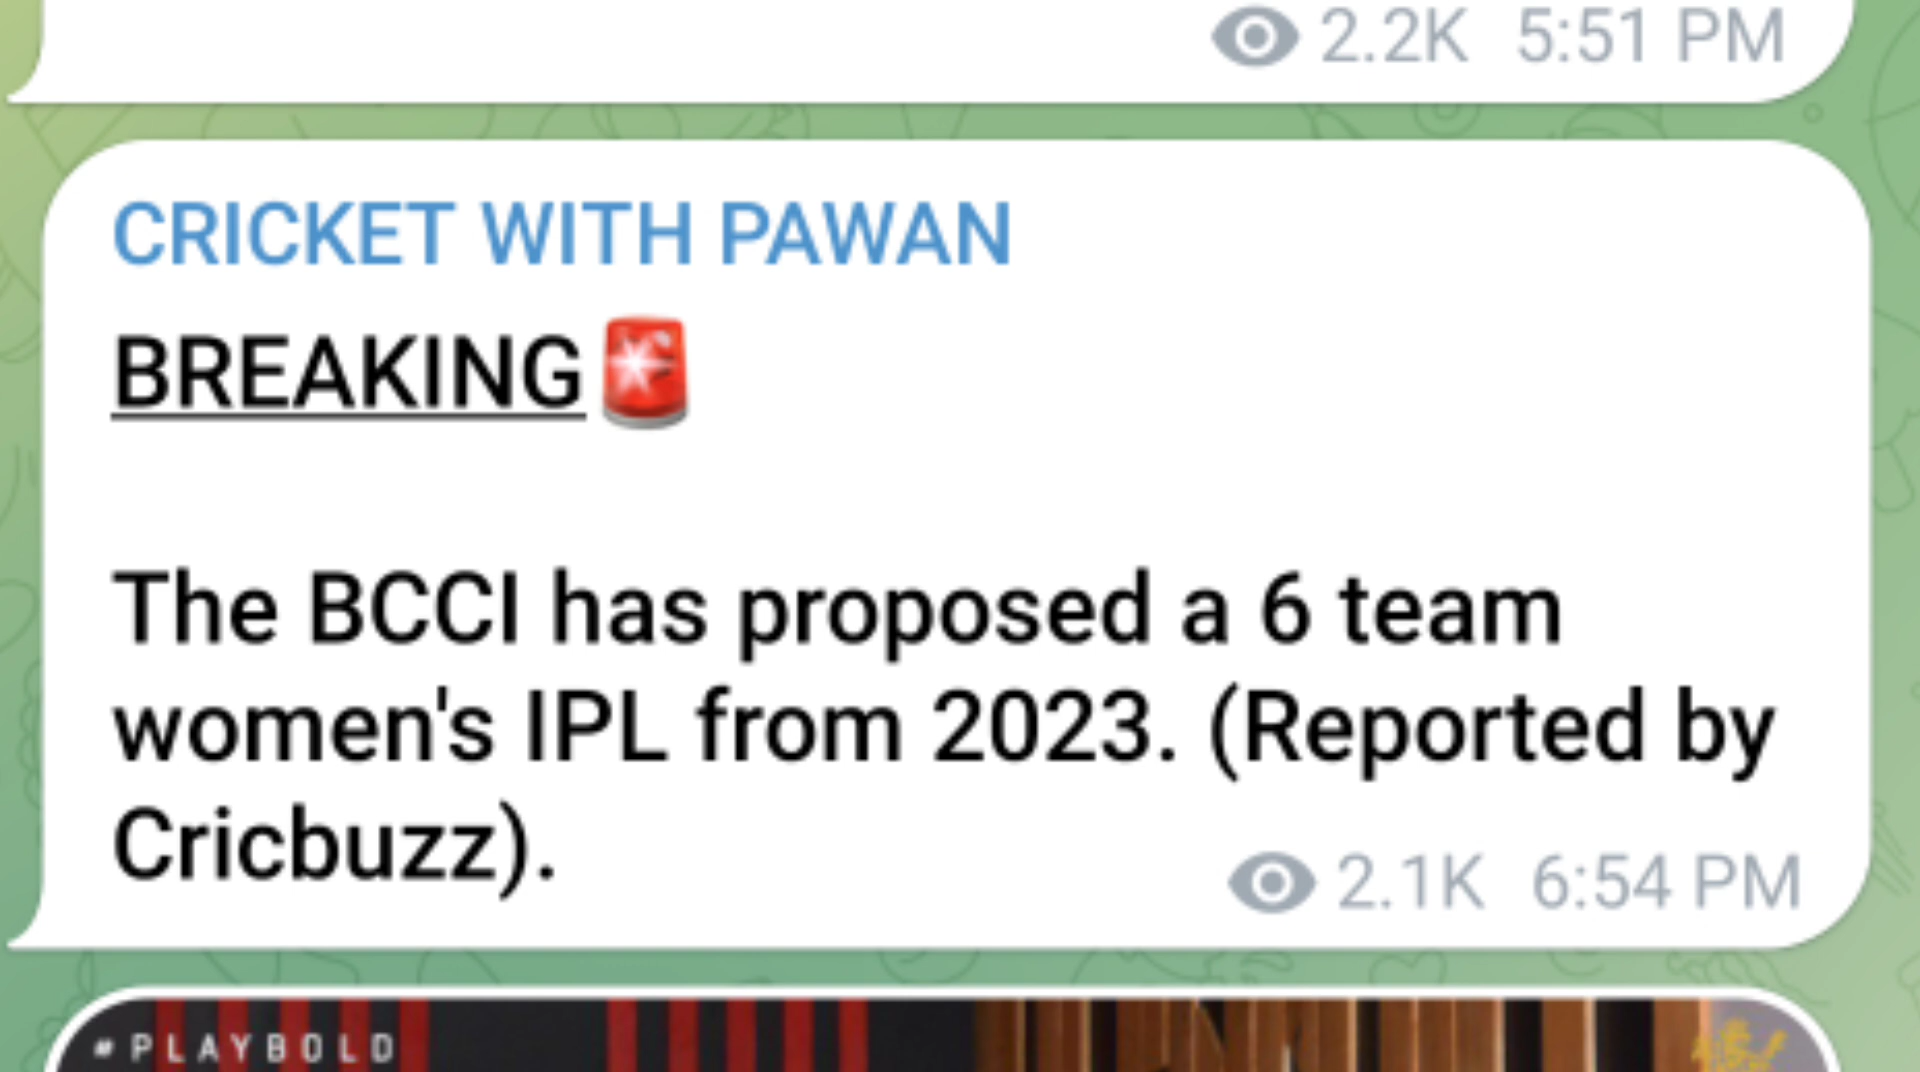 2.2K 5:51 PM
CRICKET WITH PAWAN
BREAKING🚨
The BCCI has proposed a 6 team
women's IPL from 2023. (Reported by
Cricbuzz).
2.1K 6:54 PM
#PLAYBOLD